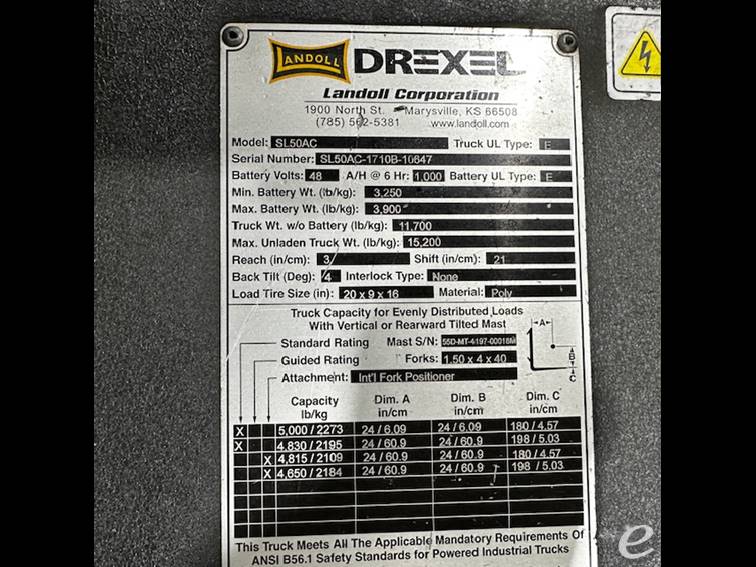 LANDOLL DREXEL
Landoll Corporation
1900 North St. Marysville, KS 66508
(785) 562-5381 www.landoll.com
Model: SL50AC Truck UL Type: E
Serial Number: SL50AC-1710B-10647
Battery Volts: 48 A/H @ 6 Hr: 1,000 Battery UL Type: E
Min. Battery Wt. (lb/kg): 3,250
Max. Battery Wt. (lb/kg): 3,900
Truck Wt. w/o Battery (lb/kg): 11,700
Max. Unladen Truck Wt. (lb/kg): 15,200
Reach (in/cm): 3 Shift (in/cm): 21
Back Tilt (Deg): 4 Interlock Type: None
Load Tire Size (in): 20 x 9 x 16 Material: Poly
Truck Capacity for Evenly Distributed Loads
With Vertical or Rearward Tilted Mast
Standard Rating Mast S/N: 55D-MT-4197-00018M
Guided Rating Forks: 1.50 x 4 x 40
Attachment: Int'l Fork Positioner
A
B
C
Capacity lb/kg Dim. A in/cm Dim. B in/cm Dim. C in/cm
X 5,000 / 2273 24 / 6.09 24 / 6.09 180 / 4.57
X 4,830 / 2195 24 / 60.9 24 / 60.9 198 / 5.03
X 4,815 / 2109 24 / 60.9 24 / 60.9 180 / 4.57
X 4,650 / 2184 24 / 60.9 24 / 60.9 198 / 5.03
This Truck Meets All The Applicable Mandatory Requirements Of
ANSI B56.1 Safety Standards for Powered Industrial Trucks
e